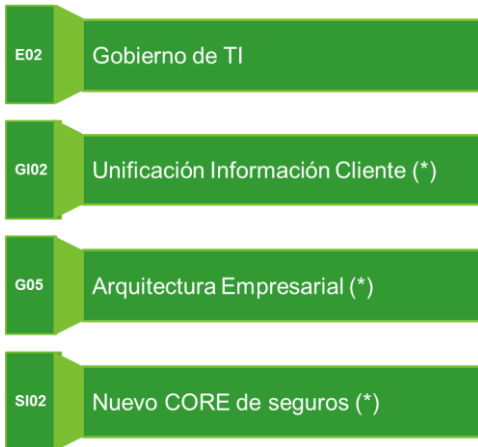 E02 Gobierno de TI
GI02 Unificación Información Cliente (*)
G05 Arquitectura Empresarial (*)
SI02 Nuevo CORE de seguros (*)